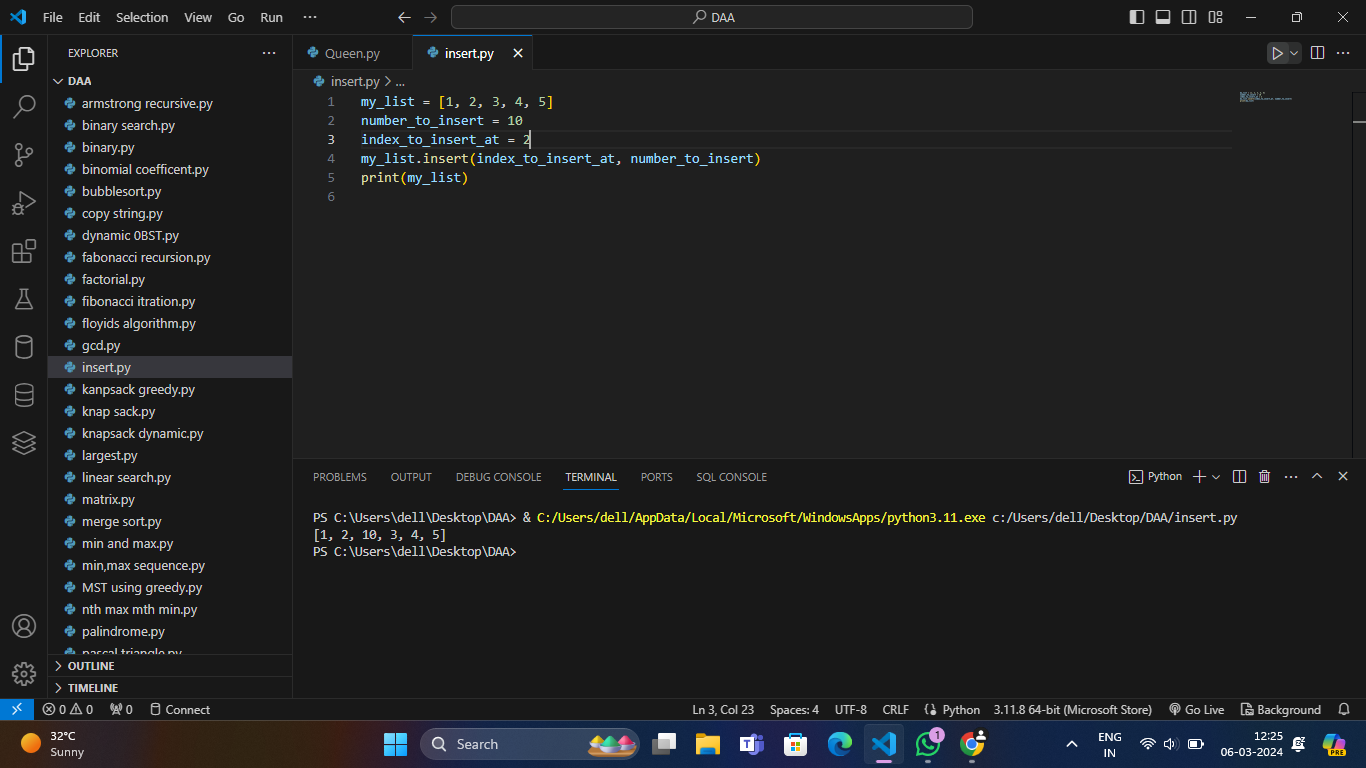 File Edit Selection View Go Run ··· DAA
EXPLORER ···
DAA
armstrong recursive.py
binary search.py
binary.py
binomial coefficent.py
bubblesort.py
copy string.py
dynamic 0BST.py
fabonacci recursion.py
factorial.py
fibonacci itration.py
floyids algorithm.py
gcd.py
insert.py
kanpsack greedy.py
knap sack.py
knapsack dynamic.py
largest.py
linear search.py
matrix.py
merge sort.py
min and max.py
min,max sequence.py
MST using greedy.py
nth max mth min.py
palindrome.py
pascal triangle.py
OUTLINE
TIMELINE
Queen.py insert.py
insert.py > ...
1 my_list = [1, 2, 3, 4, 5]
2 number_to_insert = 10
3 index_to_insert_at = 2
4 my_list.insert(index_to_insert_at, number_to_insert)
5 print(my_list)
6
PROBLEMS OUTPUT DEBUG CONSOLE TERMINAL PORTS SQL CONSOLE Python
PS C:\Users\dell\Desktop\DAA> & C:/Users/dell/AppData/Local/Microsoft/WindowsApps/python3.11.exe c:/Users/dell/Desktop/DAA/insert.py
[1, 2, 10, 3, 4, 5]
PS C:\Users\dell\Desktop\DAA>
0 0 0 Connect Ln 3, Col 23 Spaces: 4 UTF-8 CRLF Python 3.11.8 64-bit (Microsoft Store) Go Live Background
32°C
Sunny
Search
1
ENG
IN
12:25
06-03-2024
PRE